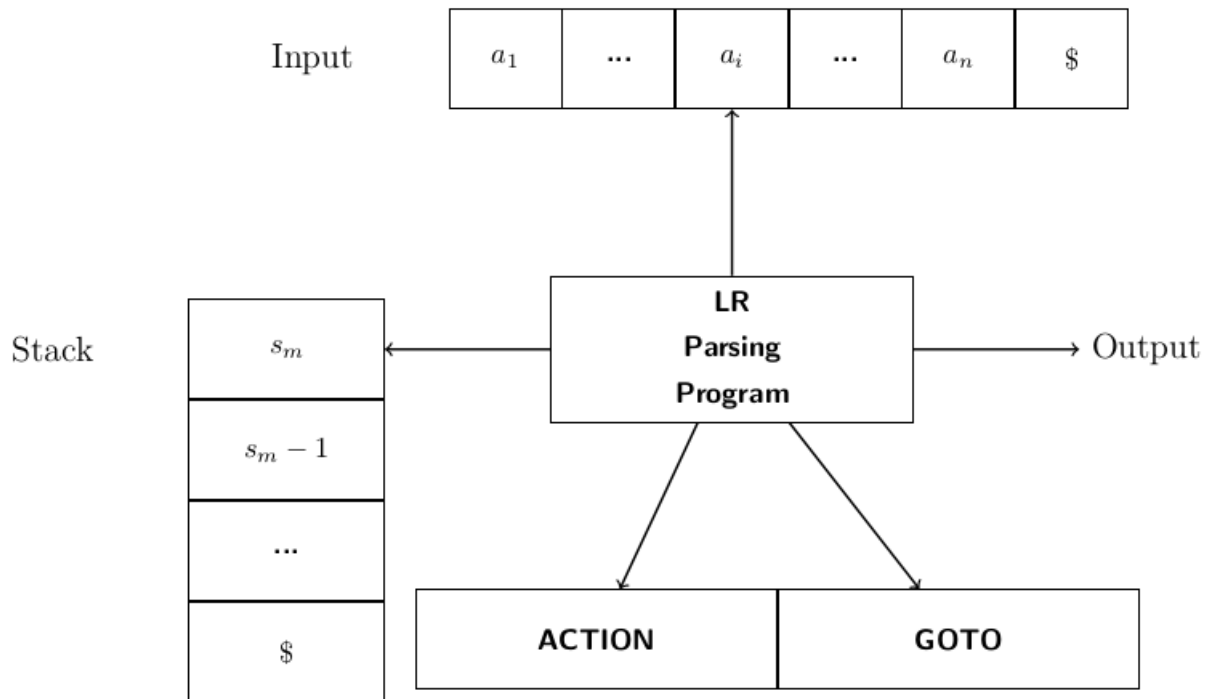 Input a₁ ... aᵢ ... aₙ $
LR
Parsing
Program
Stack
sₘ
Output
sₘ − 1
...
$
ACTION GOTO